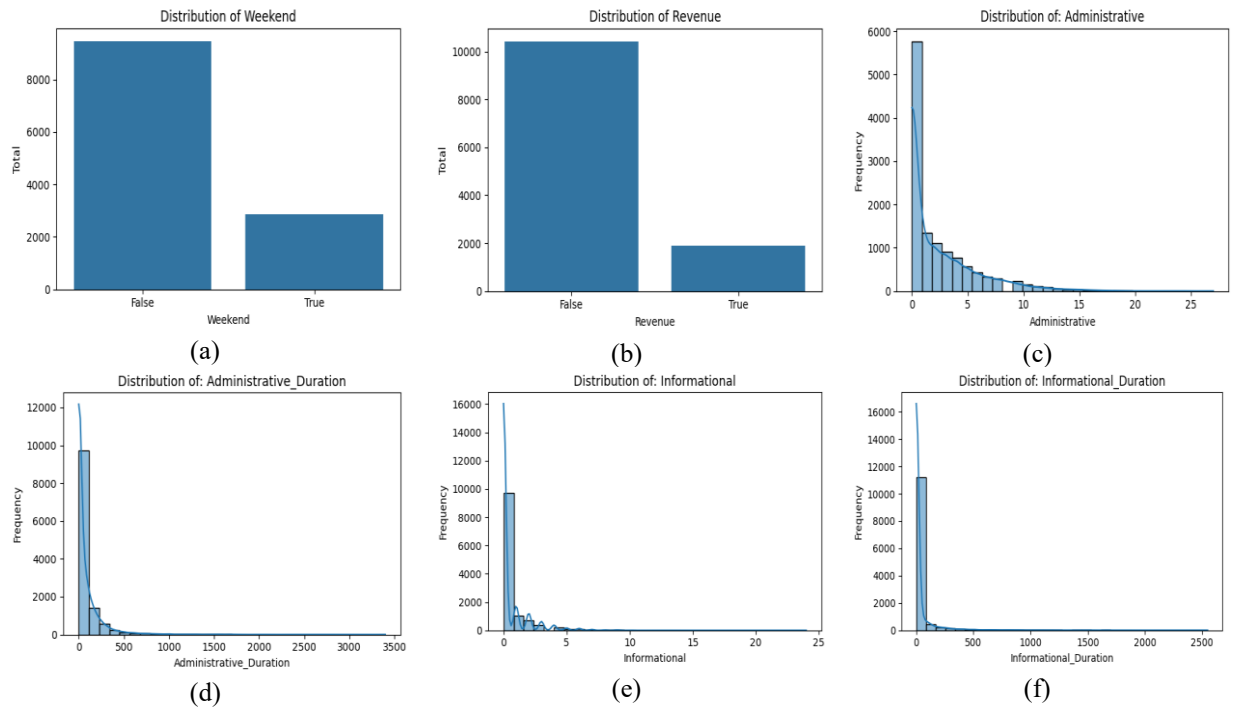 Distribution of Weekend
8000
6000
4000
2000
0
Total
False
True
Weekend
(a)
Distribution of Revenue
10000
8000
6000
4000
2000
0
Total
False
True
Revenue
(b)
Distribution of: Administrative
6000
5000
4000
3000
2000
1000
0
Frequency
0 5 10 15 20 25
Administrative
(c)
Distribution of: Administrative_Duration
12000
10000
8000
6000
4000
2000
0
Frequency
0 500 1000 1500 2000 2500 3000 3500
Administrative_Duration
(d)
Distribution of: Informational
16000
14000
12000
10000
8000
6000
4000
2000
0
Frequency
0 5 10 15 20 25
Informational
(e)
Distribution of: Informational_Duration
16000
14000
12000
10000
8000
6000
4000
2000
0
Frequency
0 500 1000 1500 2000 2500
Informational_Duration
(f)